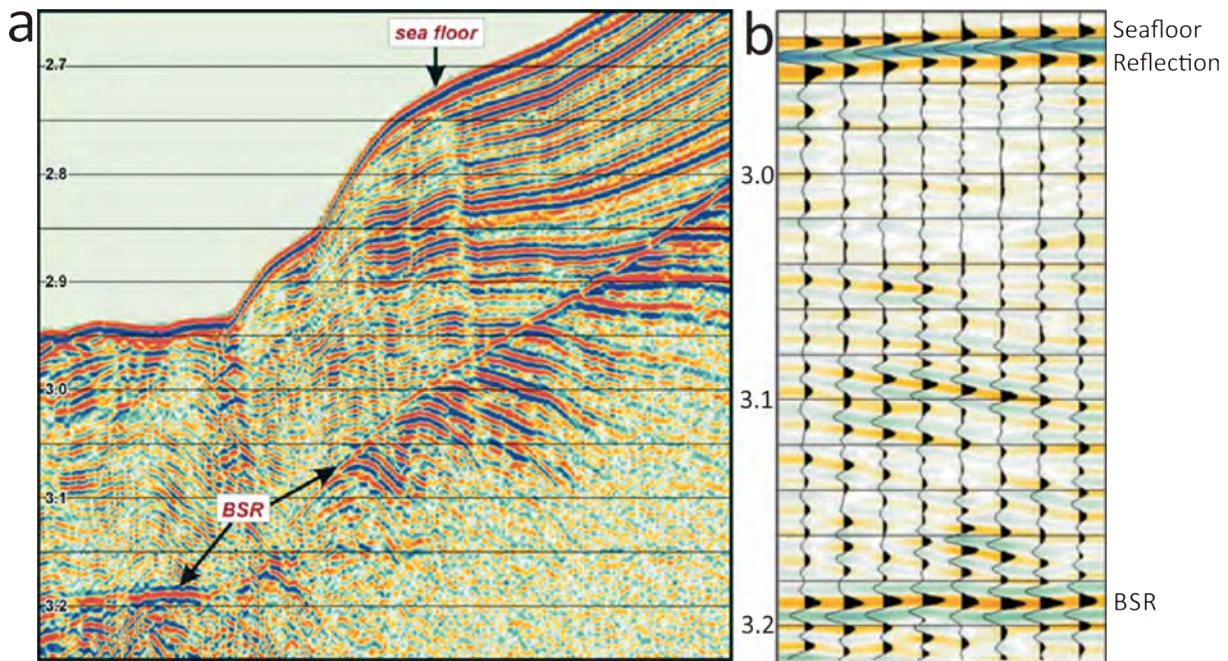 a
sea floor
2.7
2.8
2.9
3.0
3.1
3.2
BSR
b
Seafloor
Reflection
3.0
3.1
3.2
BSR